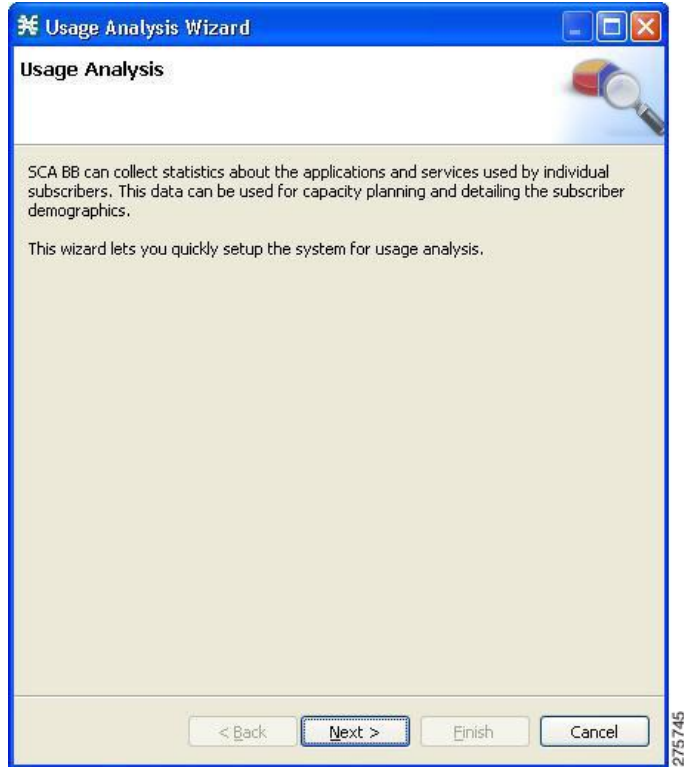 Usage Analysis Wizard
Usage Analysis
SCA BB can collect statistics about the applications and services used by individual
subscribers. This data can be used for capacity planning and detailing the subscriber
demographics.
This wizard lets you quickly setup the system for usage analysis.
< Back Next > Finish Cancel
275745